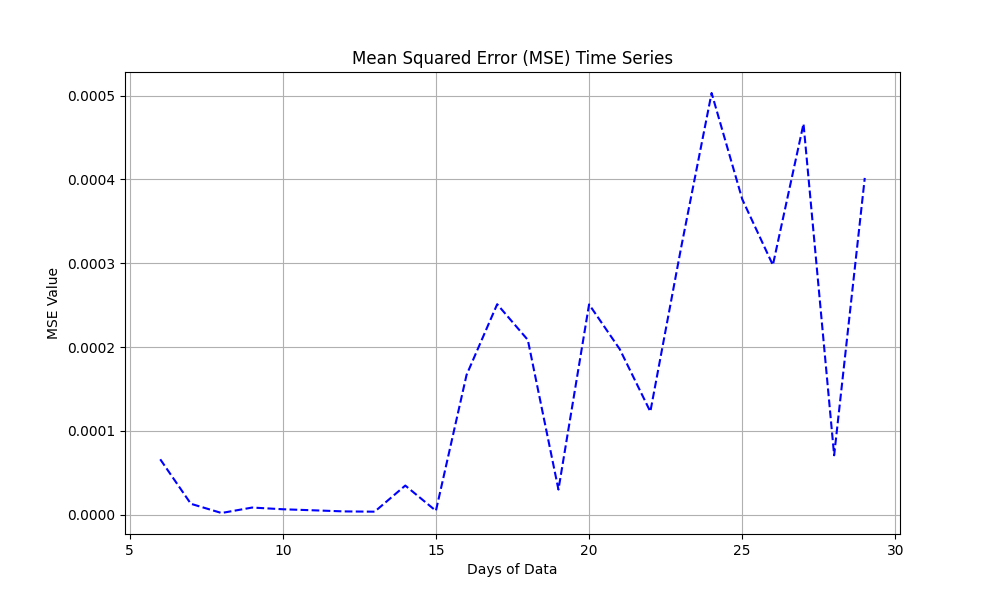 Mean Squared Error (MSE) Time Series
0.0005
0.0004
0.0003
0.0002
0.0001
0.0000
MSE Value
5 10 15 20 25 30
Days of Data